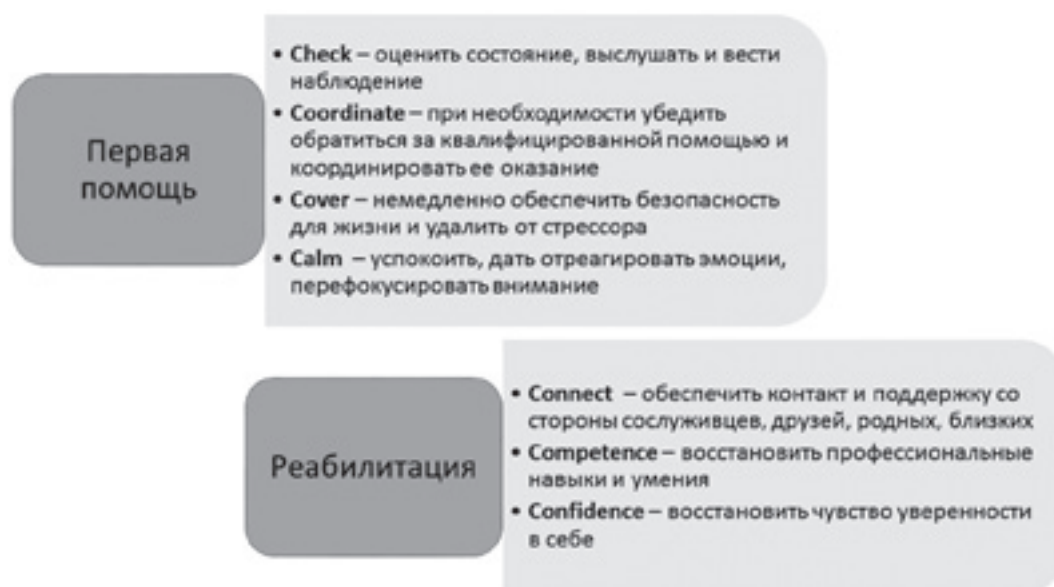 Первая
помощь
• Check – оценить состояние, выслушать и вести
наблюдение
• Coordinate – при необходимости убедить
обратиться за квалифицированной помощью и
координировать ее оказание
• Cover – немедленно обеспечить безопасность
для жизни и удалить от стрессора
• Calm – успокоить, дать отреагировать эмоции,
перефокусировать внимание
Реабилитация
• Connect – обеспечить контакт и поддержку со
стороны сослуживцев, друзей, родных, близких
• Competence – восстановить профессиональные
навыки и умения
• Confidence – восстановить чувство уверенности
в себе